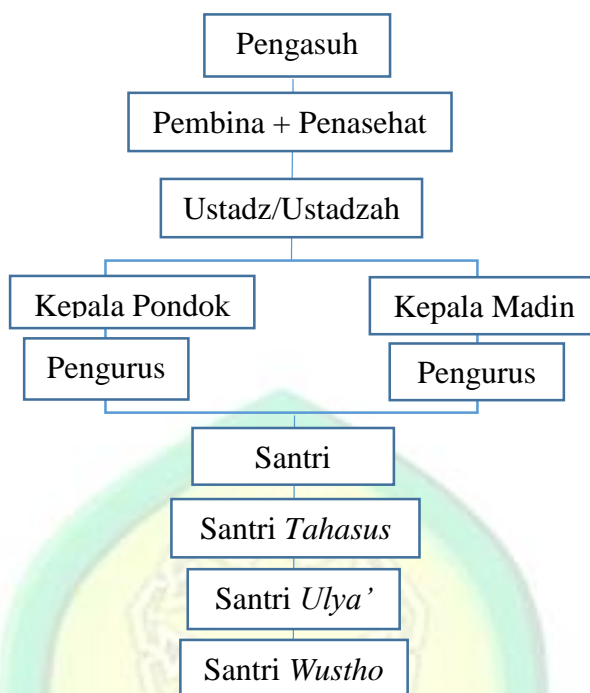 Pengasuh
Pembina + Penasehat
Ustadz/Ustadzah
Kepala Pondok
Kepala Madin
Pengurus
Pengurus
Santri
Santri Tahasus
Santri Ulya’
Santri Wustho